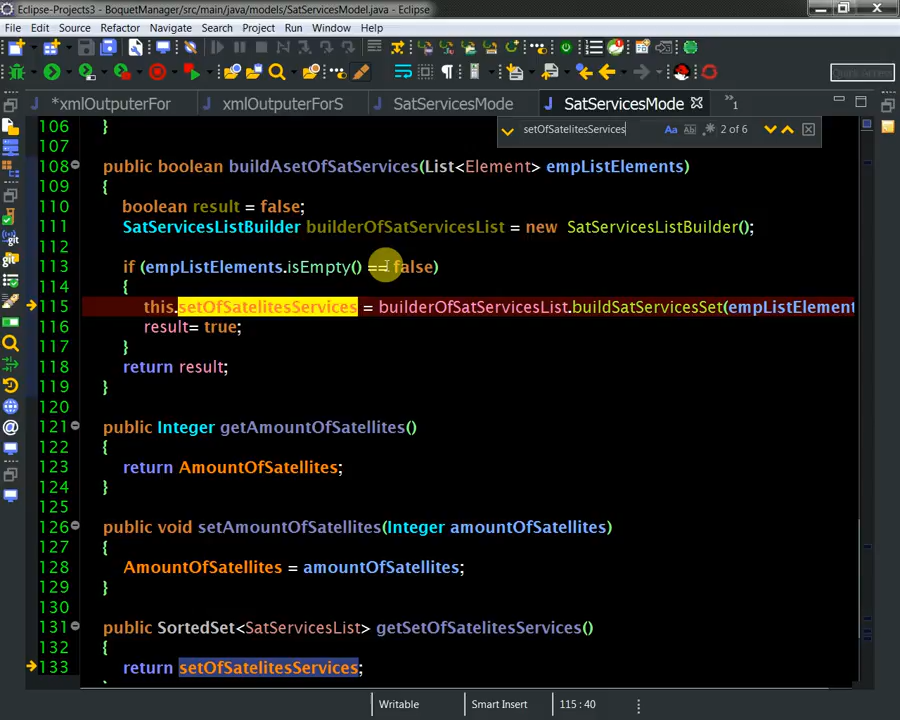 Eclipse-Projects3 - BoquetManager/src/main/java/models/SatServicesModel.java - Eclipse
File Edit Source Refactor Navigate Search Project Run Window Help
Quick Access
*xmlOutputerFor xmlOutputerForS SatServicesMode SatServicesMode »1
setOfSatelitesServices Aa Ab 2 of 6
106 }
107
108 public boolean buildAsetOfSatServices(List<Element> empListElements)
109 {
110 boolean result = false;
111 SatServicesListBuilder builderOfSatServicesList = new SatServicesListBuilder();
112
113 if (empListElements.isEmpty() == false)
114 {
115 this.setOfSatelitesServices = builderOfSatServicesList.buildSatServicesSet(empListElement
116 result= true;
117 }
118 return result;
119 }
120
121 public Integer getAmountOfSatellites()
122 {
123 return AmountOfSatellites;
124 }
125
126 public void setAmountOfSatellites(Integer amountOfSatellites)
127 {
128 AmountOfSatellites = amountOfSatellites;
129 }
130
131 public SortedSet<SatServicesList> getSetOfSatelitesServices()
132 {
133 return setOfSatelitesServices;
Writable Smart Insert 115 : 40